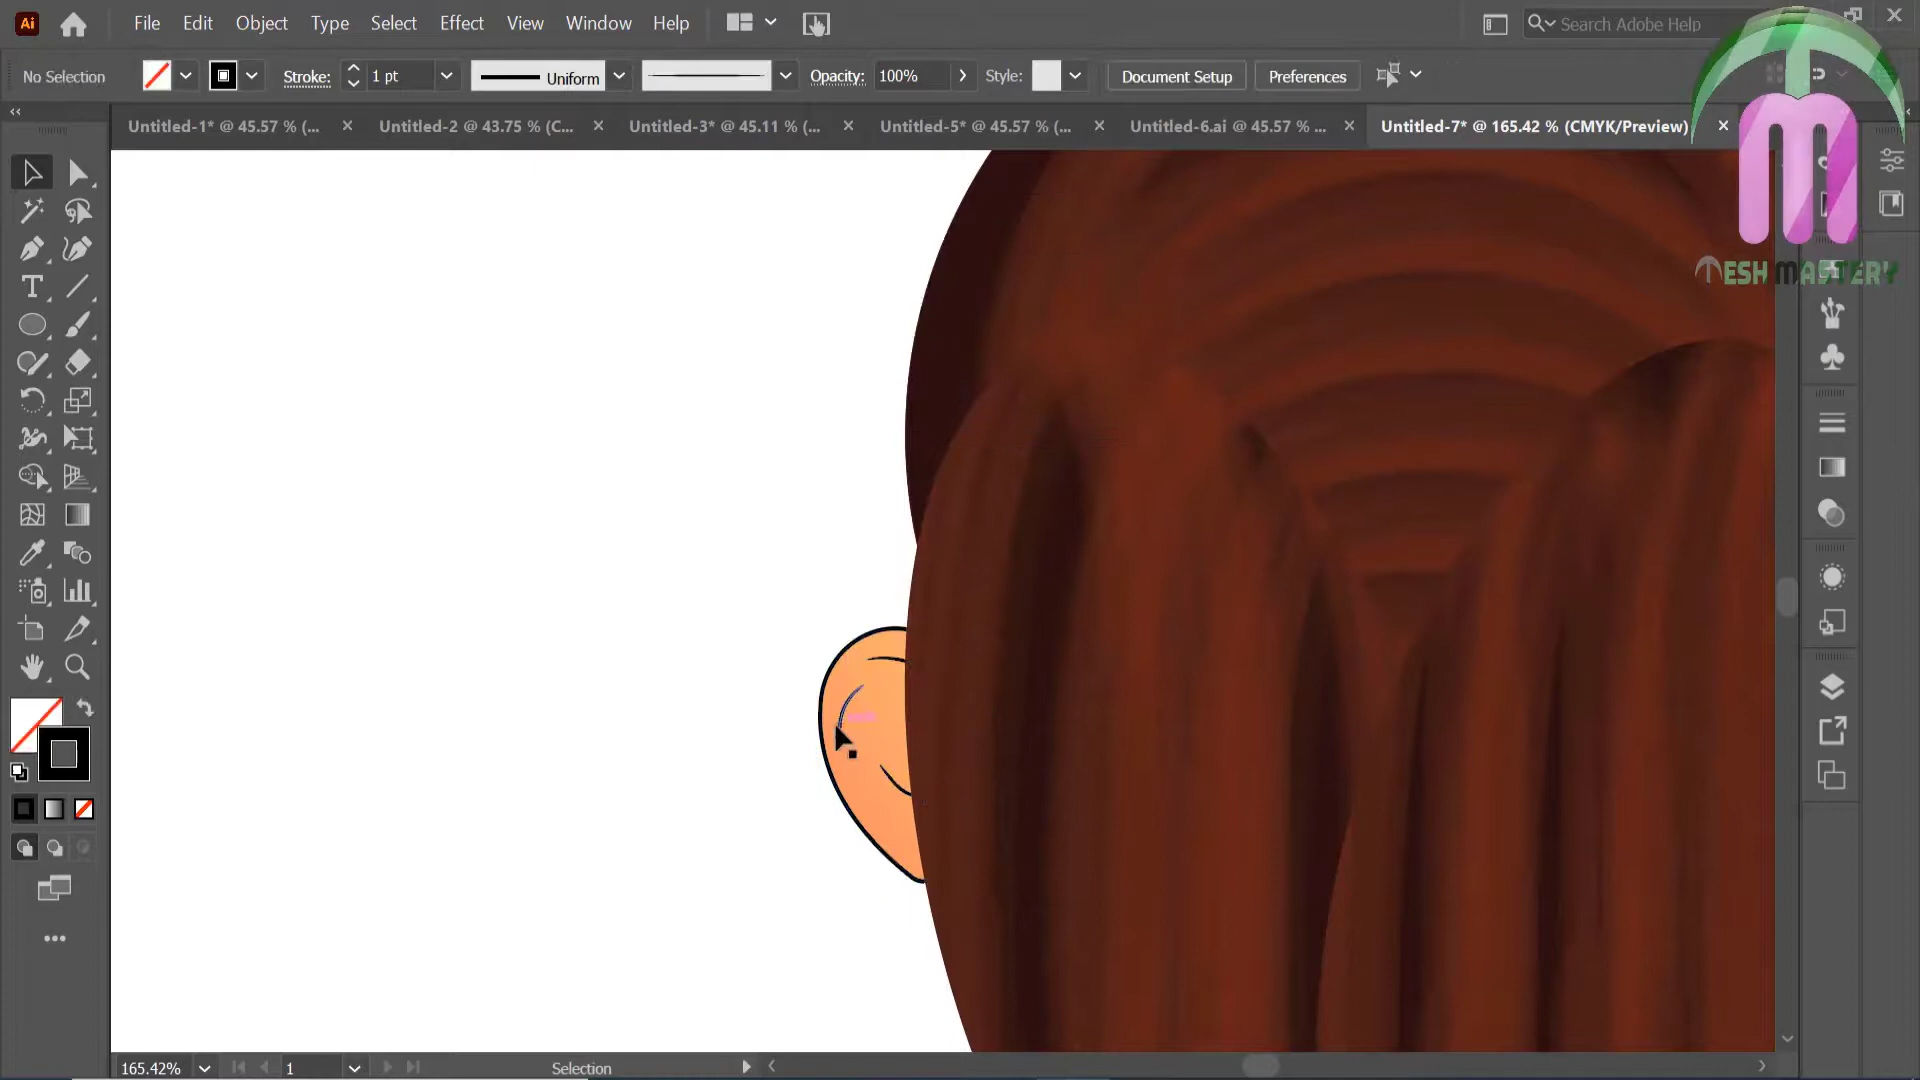 Ai File Edit Object Type Select Effect View Window Help Search Adobe Help
No Selection Stroke: 1 pt Uniform Opacity: 100% Style: Document Setup Preferences
Untitled-1* @ 45.57 % (... Untitled-2 @ 43.75 % (C... Untitled-3* @ 45.11 % (... Untitled-5* @ 45.57 % (... Untitled-6.ai @ 45.57 % ... Untitled-7* @ 165.42 % (CMYK/Preview)
MESH MASTERY
165.42% 1 Selection